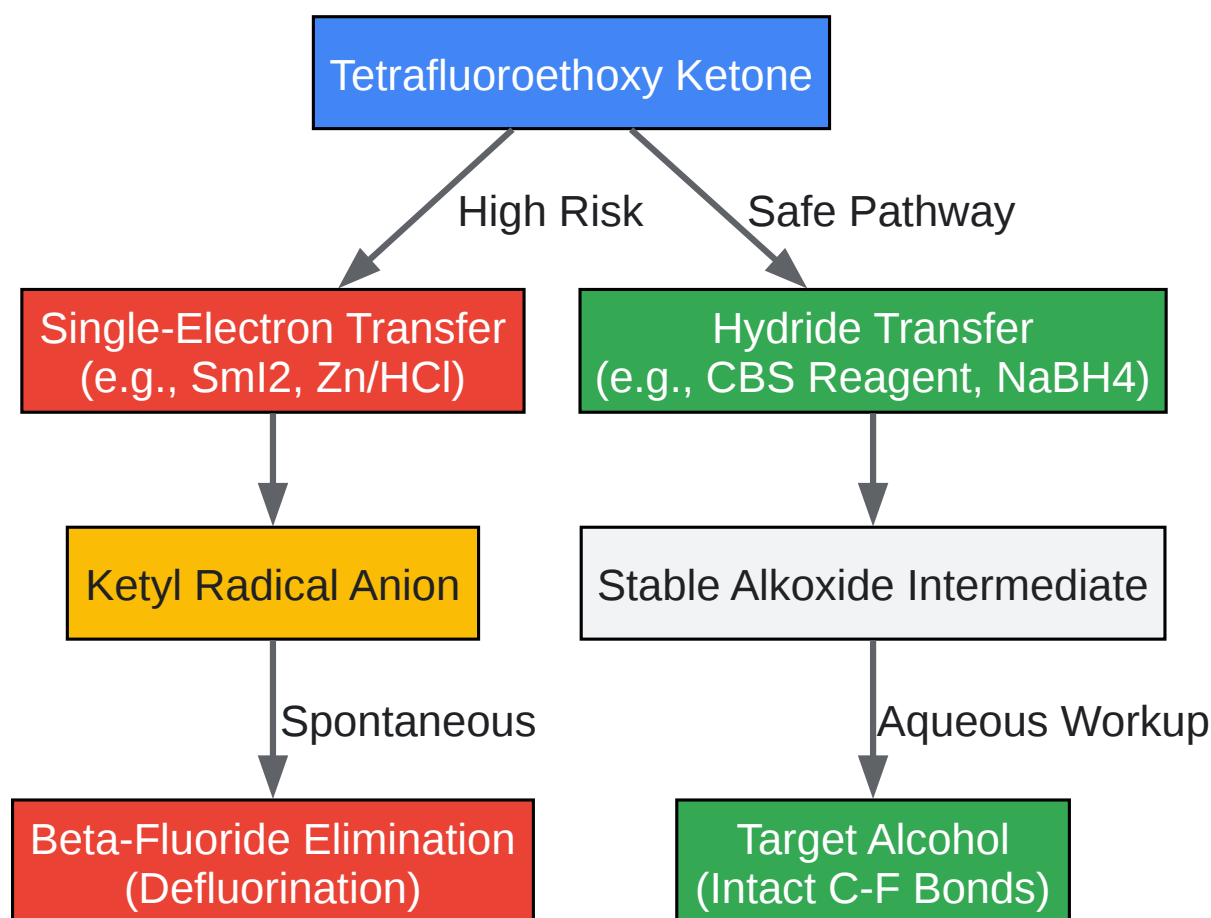 Tetrafluoroethoxy Ketone
High Risk
Safe Pathway
Single-Electron Transfer
(e.g., SmI2, Zn/HCl)
Hydride Transfer
(e.g., CBS Reagent, NaBH4)
Ketyl Radical Anion
Stable Alkoxide Intermediate
Spontaneous
Aqueous Workup
Beta-Fluoride Elimination
(Defluorination)
Target Alcohol
(Intact C-F Bonds)